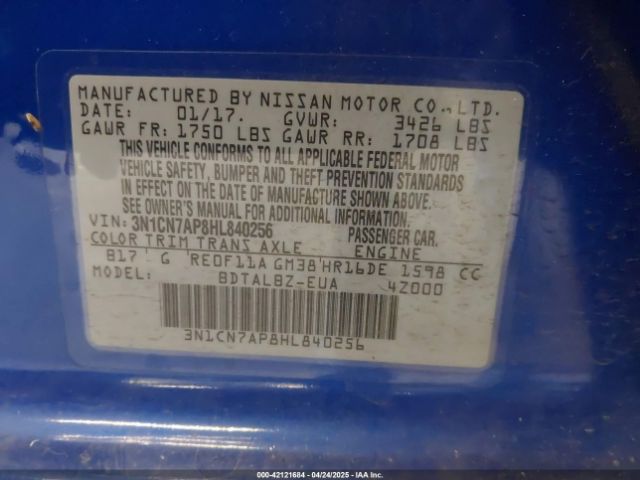 MANUFACTURED BY NISSAN MOTOR CO., LTD.
DATE: 01/17. GVWR: 3426 LBS
GAWR FR: 1750 LBS GAWR RR: 1708 LBS
THIS VEHICLE CONFORMS TO ALL APPLICABLE FEDERAL MOTOR
VEHICLE SAFETY, BUMPER AND THEFT PREVENTION STANDARDS
IN EFFECT ON THE DATE OF MANUFACTURE SHOWN ABOVE.
SEE OWNER'S MANUAL FOR ADDITIONAL INFORMATION.
VIN: 3N1CN7AP8HL840256 PASSENGER CAR.
COLOR TRIM TRANS AXLE ENGINE
B17 G RE0F11A GM38 HR16DE 1598 CC
MODEL: BDTALBZ-EUA 4Z000
3N1CN7AP8HL840256
000-42121684 - 04/24/2025 - IAA Inc.